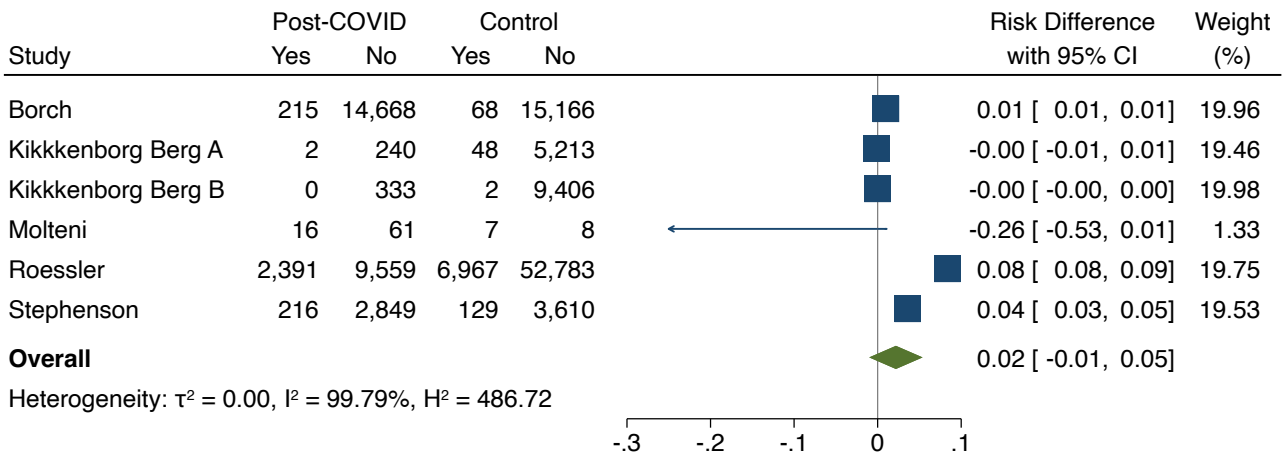 Post-COVID Control Risk Difference Weight
Study Yes No Yes No with 95% CI (%)
Borch 215 14,668 68 15,166 0.01 [ 0.01, 0.01] 19.96
Kikkkenborg Berg A 2 240 48 5,213 -0.00 [ -0.01, 0.01] 19.46
Kikkkenborg Berg B 0 333 2 9,406 -0.00 [ -0.00, 0.00] 19.98
Molteni 16 61 7 8 -0.26 [ -0.53, 0.01] 1.33
Roessler 2,391 9,559 6,967 52,783 0.08 [ 0.08, 0.09] 19.75
Stephenson 216 2,849 129 3,610 0.04 [ 0.03, 0.05] 19.53
Overall 0.02 [ -0.01, 0.05]
Heterogeneity: τ² = 0.00, I² = 99.79%, H² = 486.72
-.3 -.2 -.1 0 .1